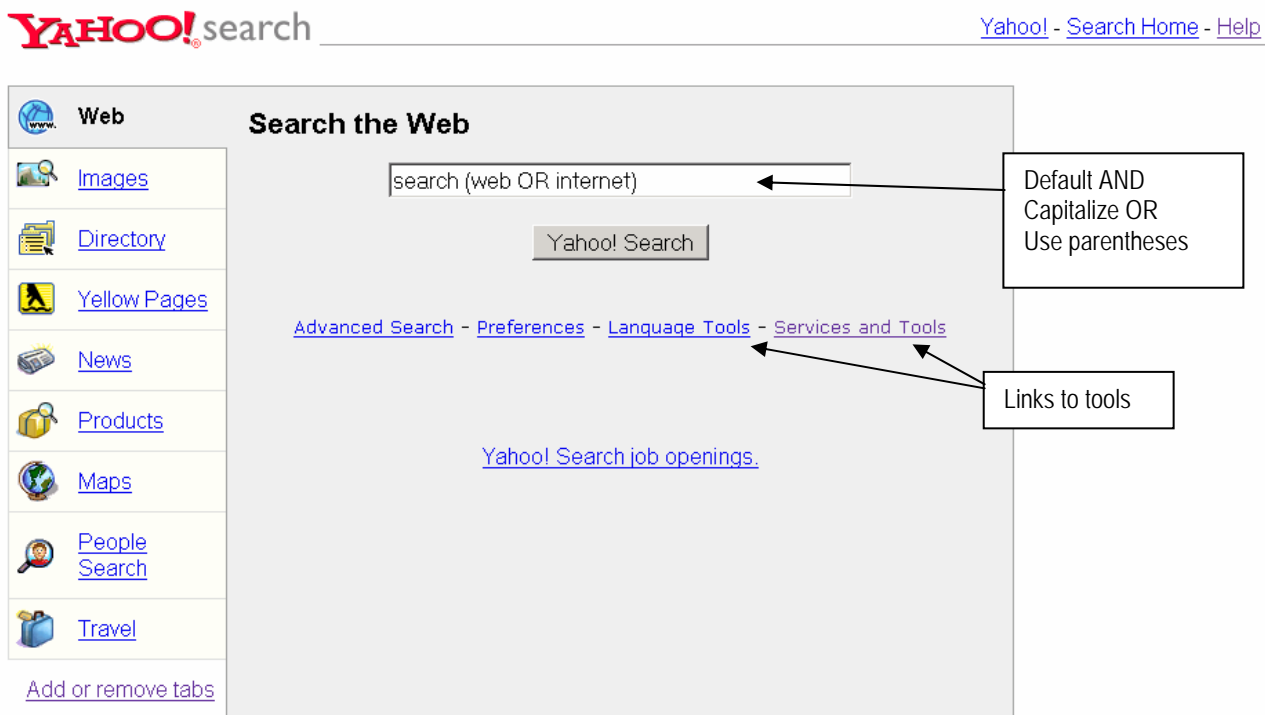 YAHOO! search
Yahoo! - Search Home - Help
Web
Images
Directory
Yellow Pages
News
Products
Maps
People
Search
Travel
Add or remove tabs
Search the Web
search (web OR internet)
Yahoo! Search
Advanced Search - Preferences - Language Tools - Services and Tools
Yahoo! Search job openings.
Default AND
Capitalize OR
Use parentheses
Links to tools
www.